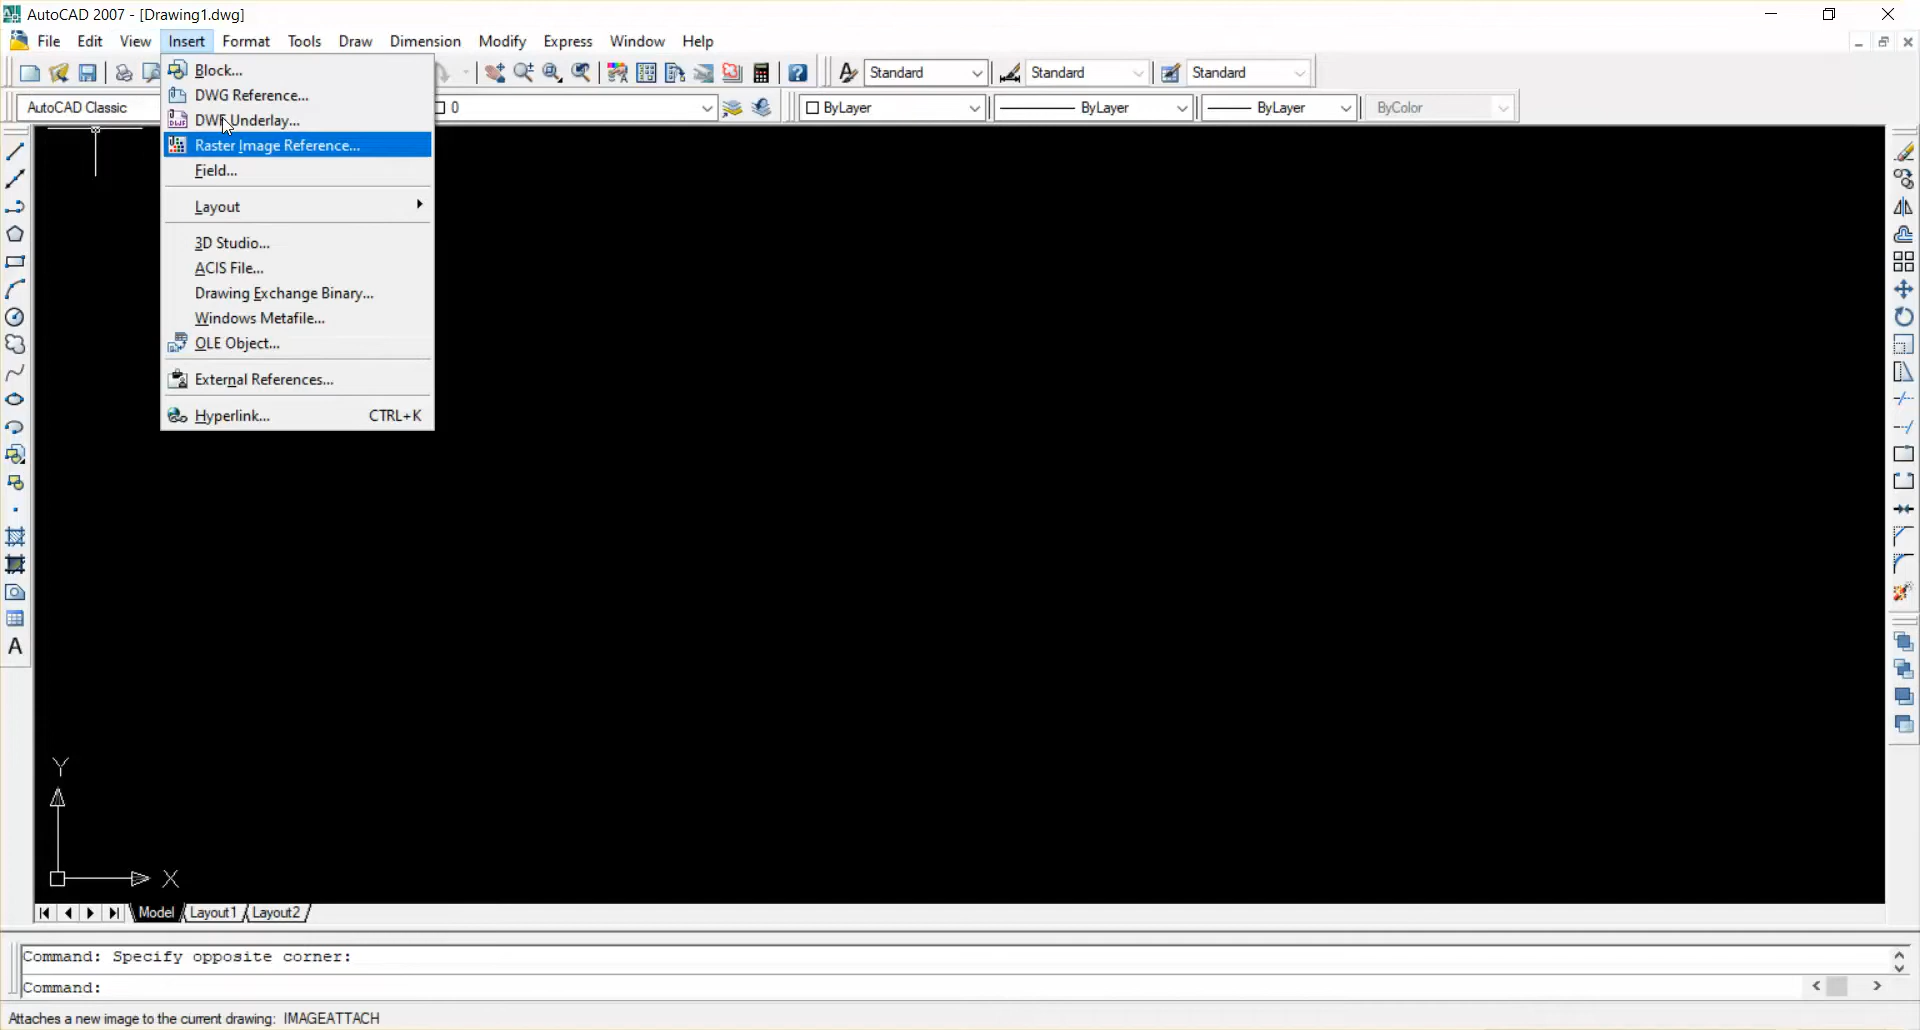 AutoCAD 2007 - [Drawing1.dwg]
File Edit View Insert Format Tools Draw Dimension Modify Express Window Help
Standard Standard Standard
AutoCAD Classic 0 ByLayer ByLayer ByLayer ByColor
Block...
DWG Reference...
DWF Underlay...
Raster Image Reference...
Field...
Layout
3D Studio...
ACIS File...
Drawing Exchange Binary...
Windows Metafile...
OLE Object...
External References...
Hyperlink... CTRL+K
A
Y
X
Model Layout1 Layout2
Command: Specify opposite corner:
Command:
Attaches a new image to the current drawing: IMAGEATTACH